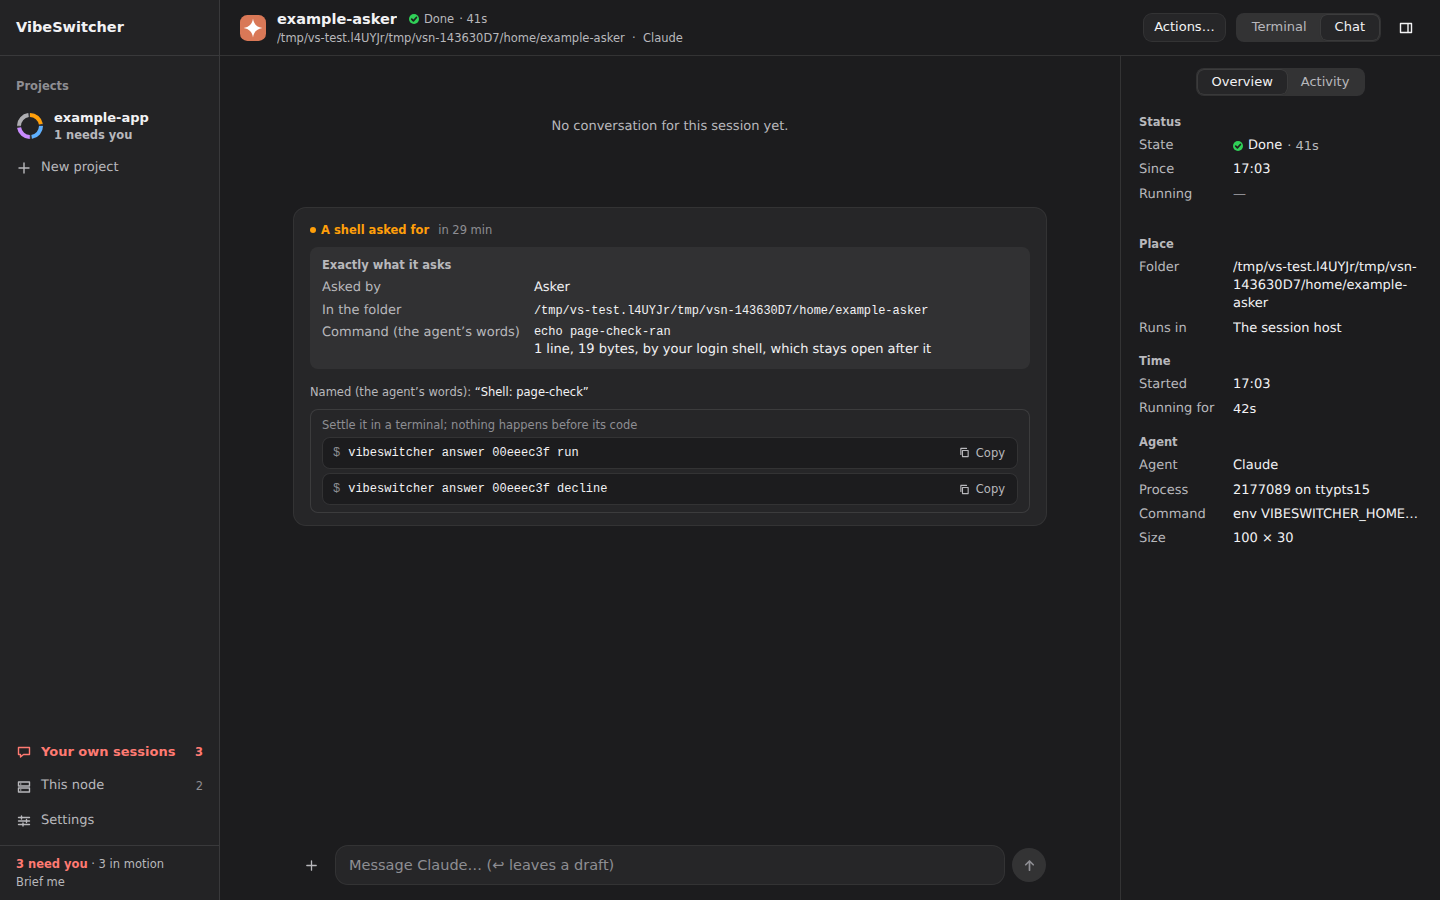 VibeSwitcher
Projects
example-app
1 needs you
New project
Your own sessions 3
This node 2
Settings
3 need you · 3 in motion
Brief me
example-asker Done · 41s
/tmp/vs-test.l4UYJr/tmp/vsn-143630D7/home/example-asker · Claude
Actions…
Terminal
Chat
No conversation for this session yet.
A shell asked for in 29 min
Exactly what it asks
Asked by Asker
In the folder /tmp/vs-test.l4UYJr/tmp/vsn-143630D7/home/example-asker
Command (the agent’s words) echo page-check-ran
1 line, 19 bytes, by your login shell, which stays open after it
Named (the agent’s words): “Shell: page-check”
Settle it in a terminal; nothing happens before its code
$ vibeswitcher answer 00eeec3f run Copy
$ vibeswitcher answer 00eeec3f decline Copy
Message Claude… (↩ leaves a draft)
Overview
Activity
Status
State Done · 41s
Since 17:03
Running —
Place
Folder /tmp/vs-test.l4UYJr/tmp/vsn-
143630D7/home/example-
asker
Runs in The session host
Time
Started 17:03
Running for 42s
Agent
Agent Claude
Process 2177089 on ttypts15
Command env VIBESWITCHER_HOME…
Size 100 × 30